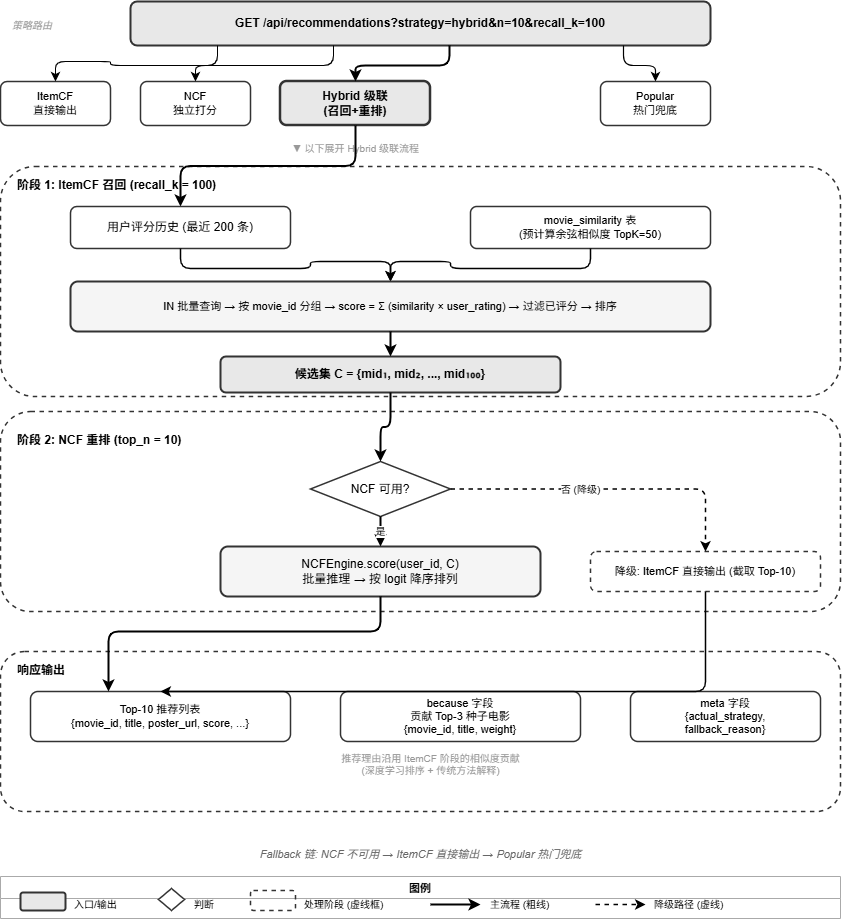 GET /api/recommendations?strategy=hybrid&n=10&recall_k=100
策略路由
ItemCF
直接输出
NCF
独立打分
Hybrid 级联
(召回+重排)
Popular
热门兜底
▼ 以下展开 Hybrid 级联流程
阶段 1: ItemCF 召回 (recall_k = 100)
用户评分历史 (最近 200 条)
movie_similarity 表
(预计算余弦相似度 TopK=50)
IN 批量查询 → 按 movie_id 分组 → score = Σ (similarity × user_rating) → 过滤已评分 → 排序
候选集 C = {mid₁, mid₂, ..., mid₁₀₀}
阶段 2: NCF 重排 (top_n = 10)
NCF 可用?
否 (降级)
是
NCFEngine.score(user_id, C)
批量推理 → 按 logit 降序排列
降级: ItemCF 直接输出 (截取 Top-10)
响应输出
Top-10 推荐列表
{movie_id, title, poster_url, score, ...}
because 字段
贡献 Top-3 种子电影
{movie_id, title, weight}
meta 字段
{actual_strategy,
fallback_reason}
推荐理由沿用 ItemCF 阶段的相似度贡献
(深度学习排序 + 传统方法解释)
Fallback 链: NCF 不可用 → ItemCF 直接输出 → Popular 热门兜底
图例
入口/输出
判断
处理阶段 (虚线框)
主流程 (粗线)
降级路径 (虚线)